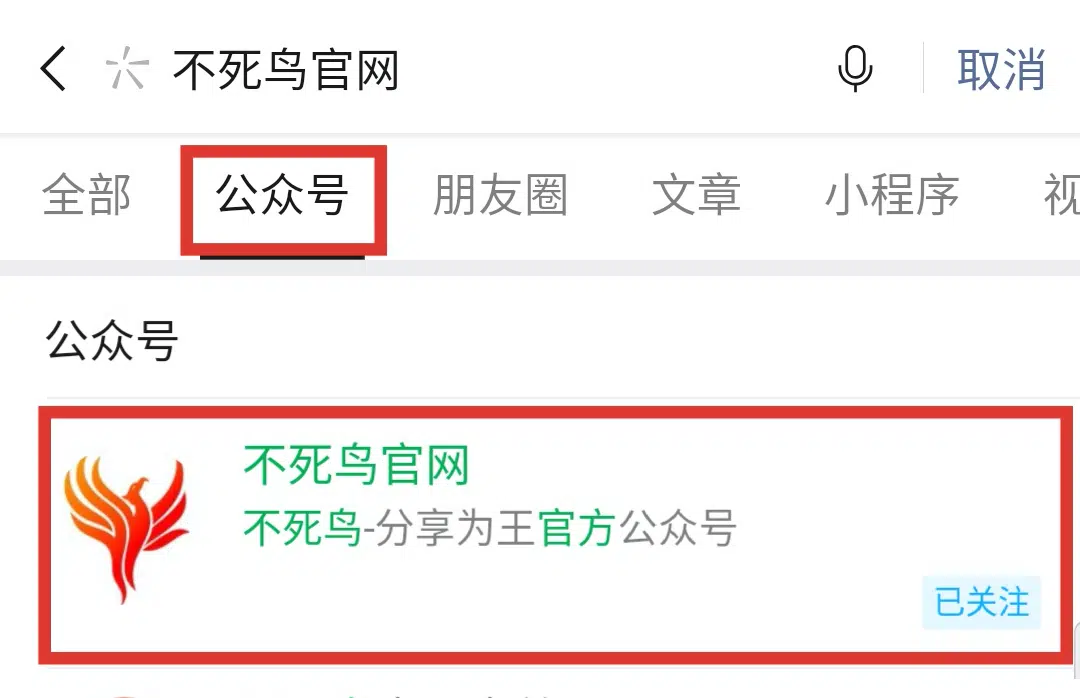 不死鸟官网 取消
全部 公众号 朋友圈 文章 小程序 视
公众号
不死鸟官网
不死鸟-分享为王官方公众号
已关注